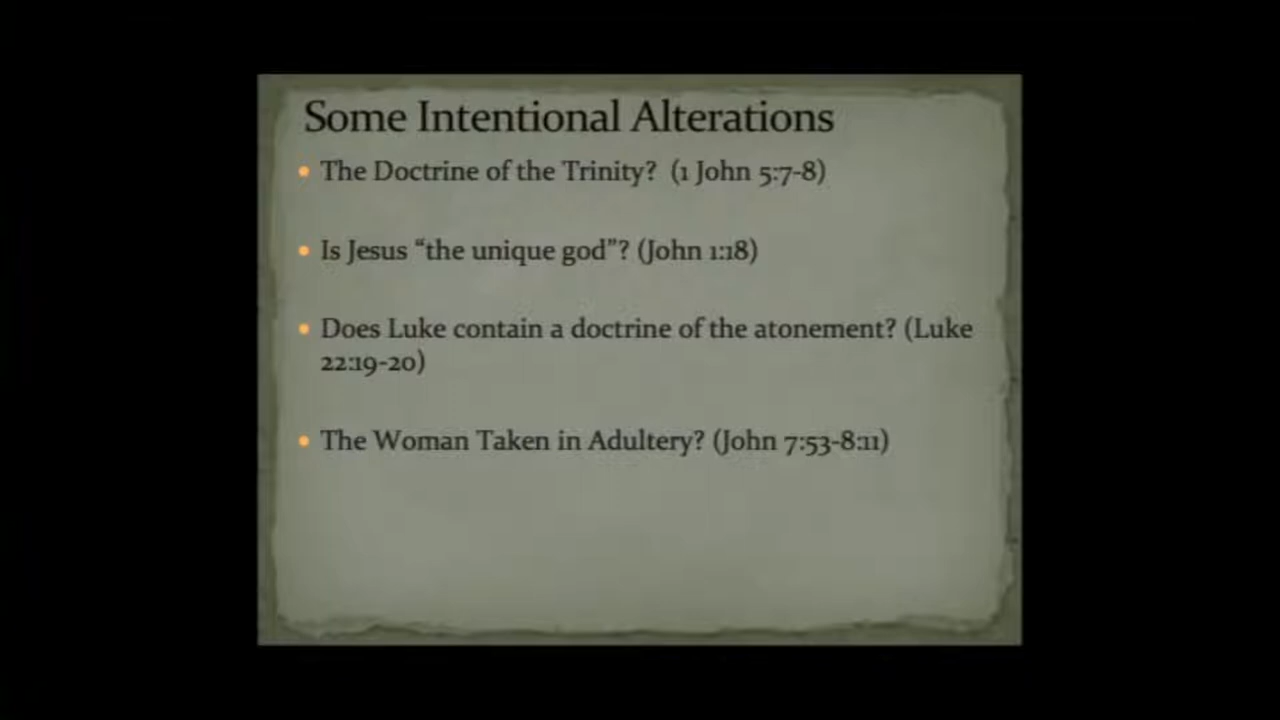 Some Intentional Alterations
• The Doctrine of the Trinity? (1 John 5:7-8)
• Is Jesus “the unique god”? (John 1:18)
• Does Luke contain a doctrine of the atonement? (Luke
22:19-20)
• The Woman Taken in Adultery? (John 7:53-8:11)